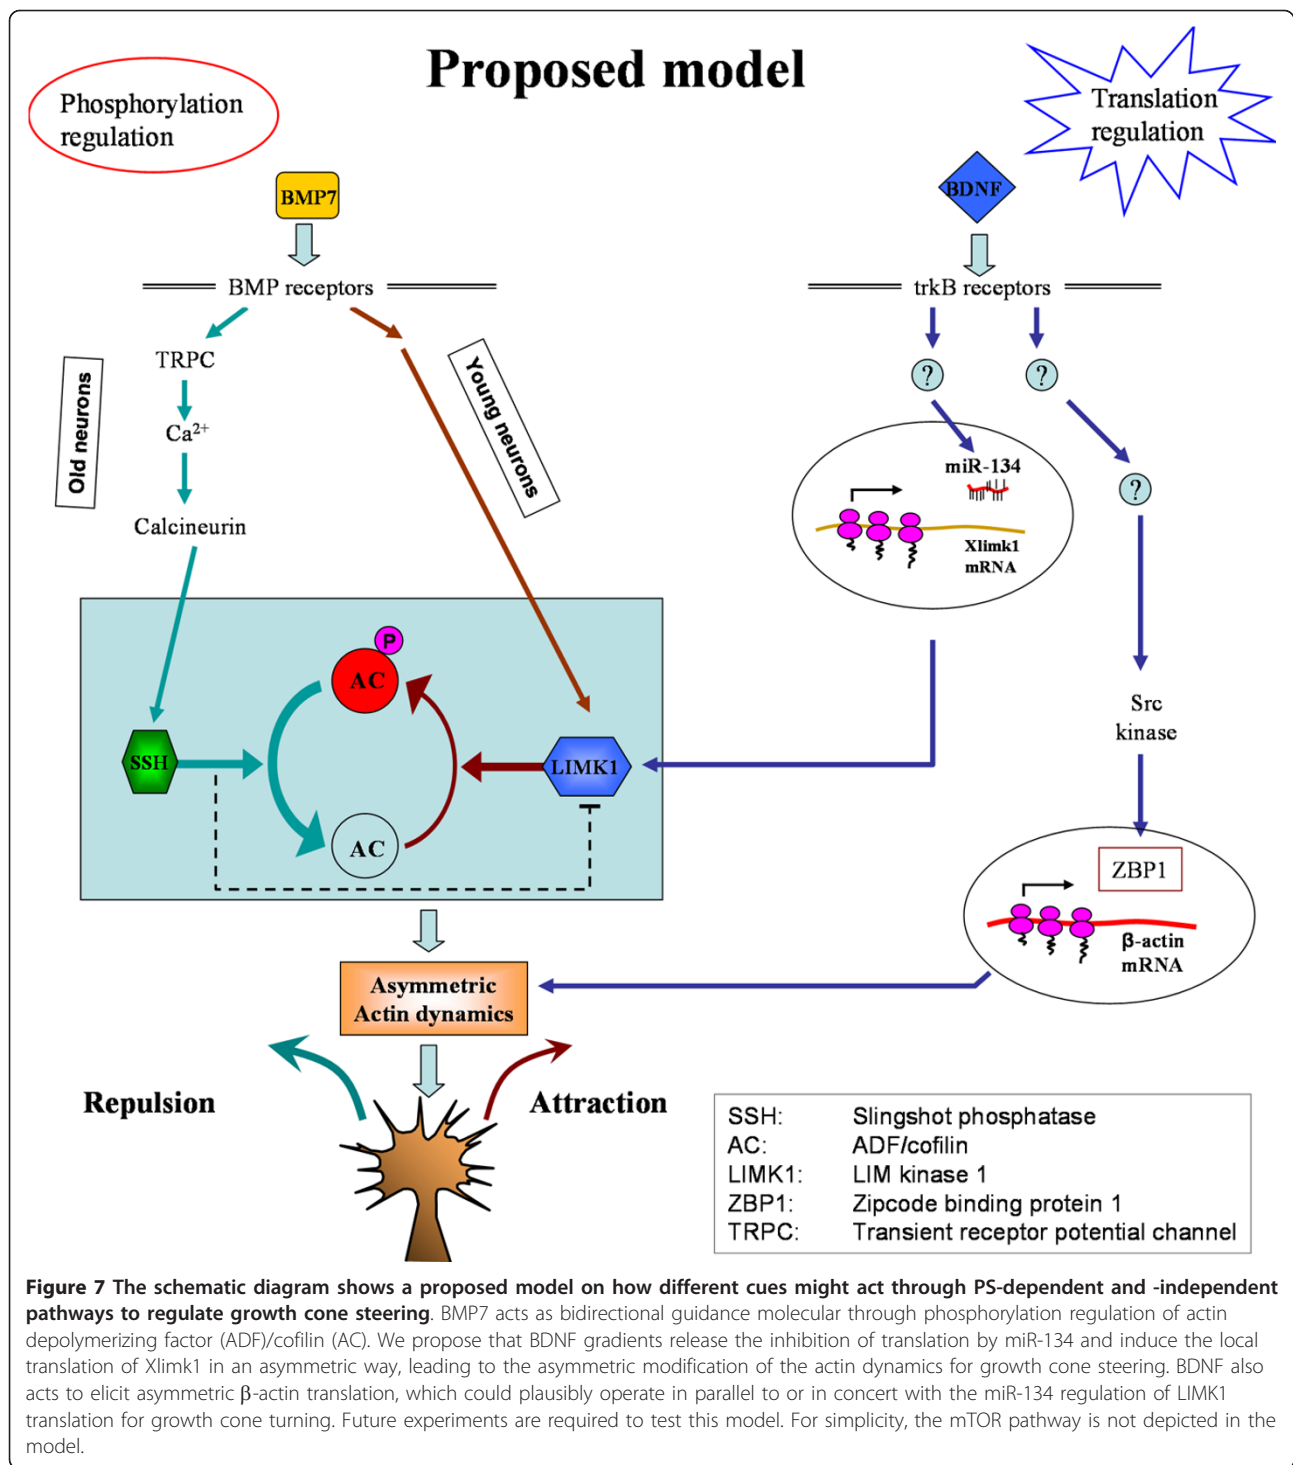 Proposed model
Phosphorylation
regulation
Translation
regulation
BMP7
BDNF
BMP receptors
trkB receptors
TRPC
Ca²⁺
Calcineurin
Old neurons
Young neurons
?
?
?
miR-134
Xlimk1
mRNA
Src
kinase
ZBP1
β-actin
mRNA
P
AC
SSH
LIMK1
AC
Asymmetric
Actin dynamics
Repulsion
Attraction
SSH: Slingshot phosphatase
AC: ADF/cofilin
LIMK1: LIM kinase 1
ZBP1: Zipcode binding protein 1
TRPC: Transient receptor potential channel
Figure 7 The schematic diagram shows a proposed model on how different cues might act through PS-dependent and -independent
pathways to regulate growth cone steering. BMP7 acts as bidirectional guidance molecular through phosphorylation regulation of actin
depolymerizing factor (ADF)/cofilin (AC). We propose that BDNF gradients release the inhibition of translation by miR-134 and induce the local
translation of Xlimk1 in an asymmetric way, leading to the asymmetric modification of the actin dynamics for growth cone steering. BDNF also
acts to elicit asymmetric β-actin translation, which could plausibly operate in parallel to or in concert with the miR-134 regulation of LIMK1
translation for growth cone turning. Future experiments are required to test this model. For simplicity, the mTOR pathway is not depicted in the
model.